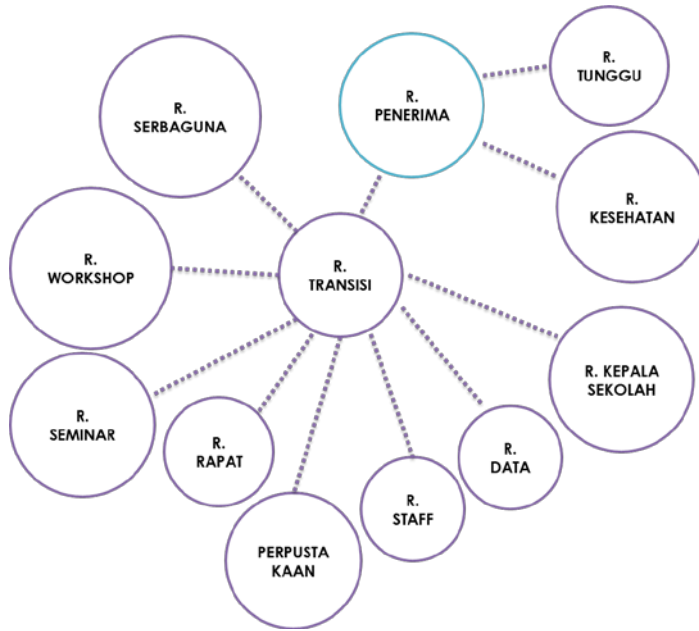 R.
SERBAGUNA
R.
PENERIMA
R.
TUNGGU
R.
KESEHATAN
R.
WORKSHOP
R.
TRANSISI
R. KEPALA
SEKOLAH
R.
SEMINAR
R.
RAPAT
R.
DATA
R.
STAFF
PERPUSTA
KAAN